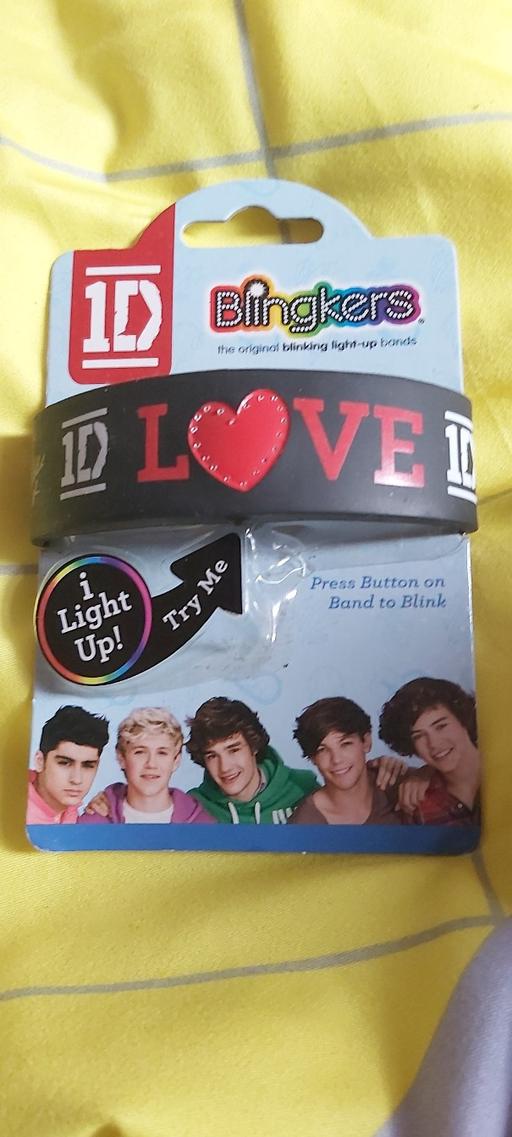 1D
Blingkers®
the original blinking light-up bands
1D L VE 1D
i
Light
Up!
Try Me
Press Button on
Band to Blink